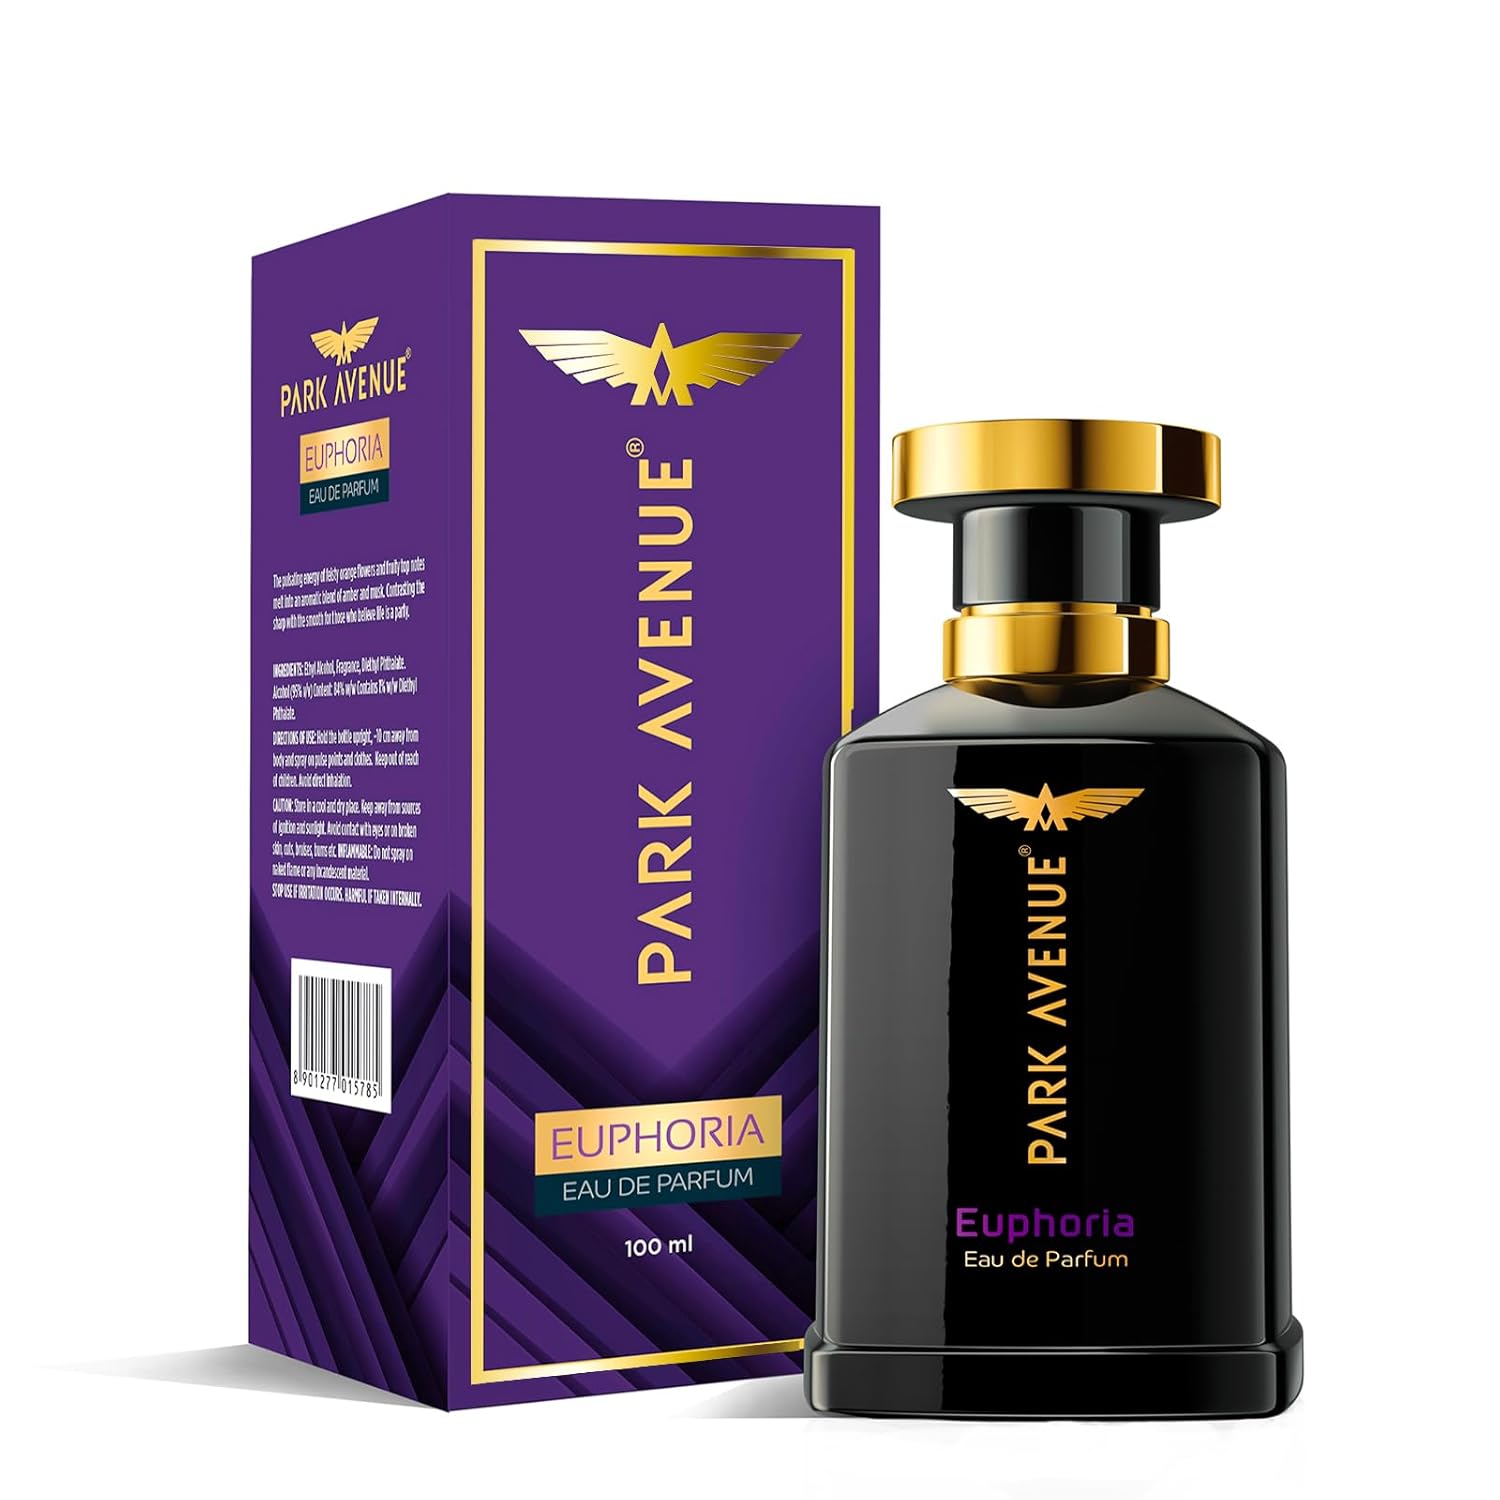 PARK AVENUE®
EUPHORIA
EAU DE PARFUM
The pulsating energy of feisty orange flowers and fruity top notes
melt into an aromatic blend of amber and musk. Contrasting the
sharp with the smooth for those who believe life is a party.
INGREDIENTS: Ethyl Alcohol, Fragrance, Diethyl Phthalate.
Alcohol (95% v/v) Content: 84% w/w Contains 1% w/w Diethyl
Phthalate.
DIRECTIONS OF USE: Hold the bottle upright, ~10 cm away from
body and spray on pulse points and clothes. Keep out of reach
of children. Avoid direct inhalation.
CAUTION: Store in a cool and dry place. Keep away from sources
of ignition and sunlight. Avoid contact with eyes or on broken
skin, cuts, bruises, burns etc. INFLAMMABLE: Do not spray on
naked flame or any incandescent material.
STOP USE IF IRRITATION OCCURS. HARMFUL IF TAKEN INTERNALLY.
8 901277 015785
PARK AVENUE®
EUPHORIA
EAU DE PARFUM
100 ml
PARK AVENUE®
Euphoria
Eau de Parfum